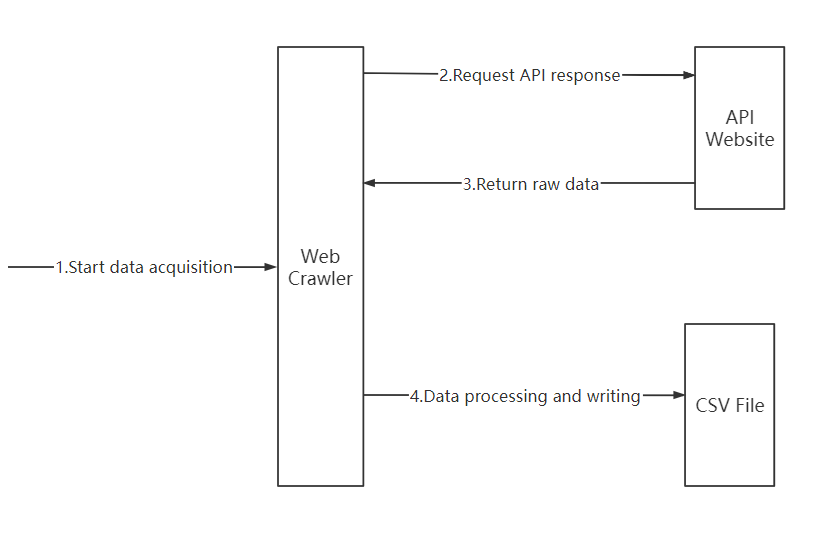 2.Request API response
API
Website
3.Return raw data
Web
Crawler
1.Start data acquisition
4.Data processing and writing
CSV File